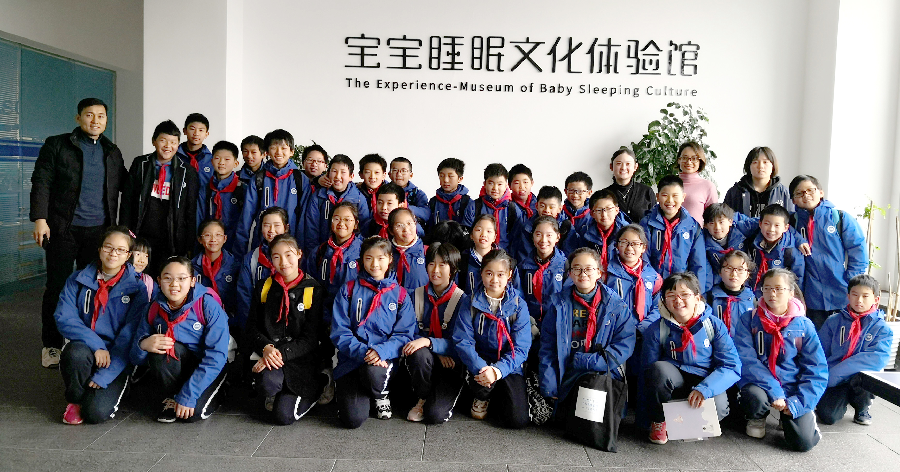 宝宝睡眠文化体验馆
The Experience-Museum of Baby Sleeping Culture